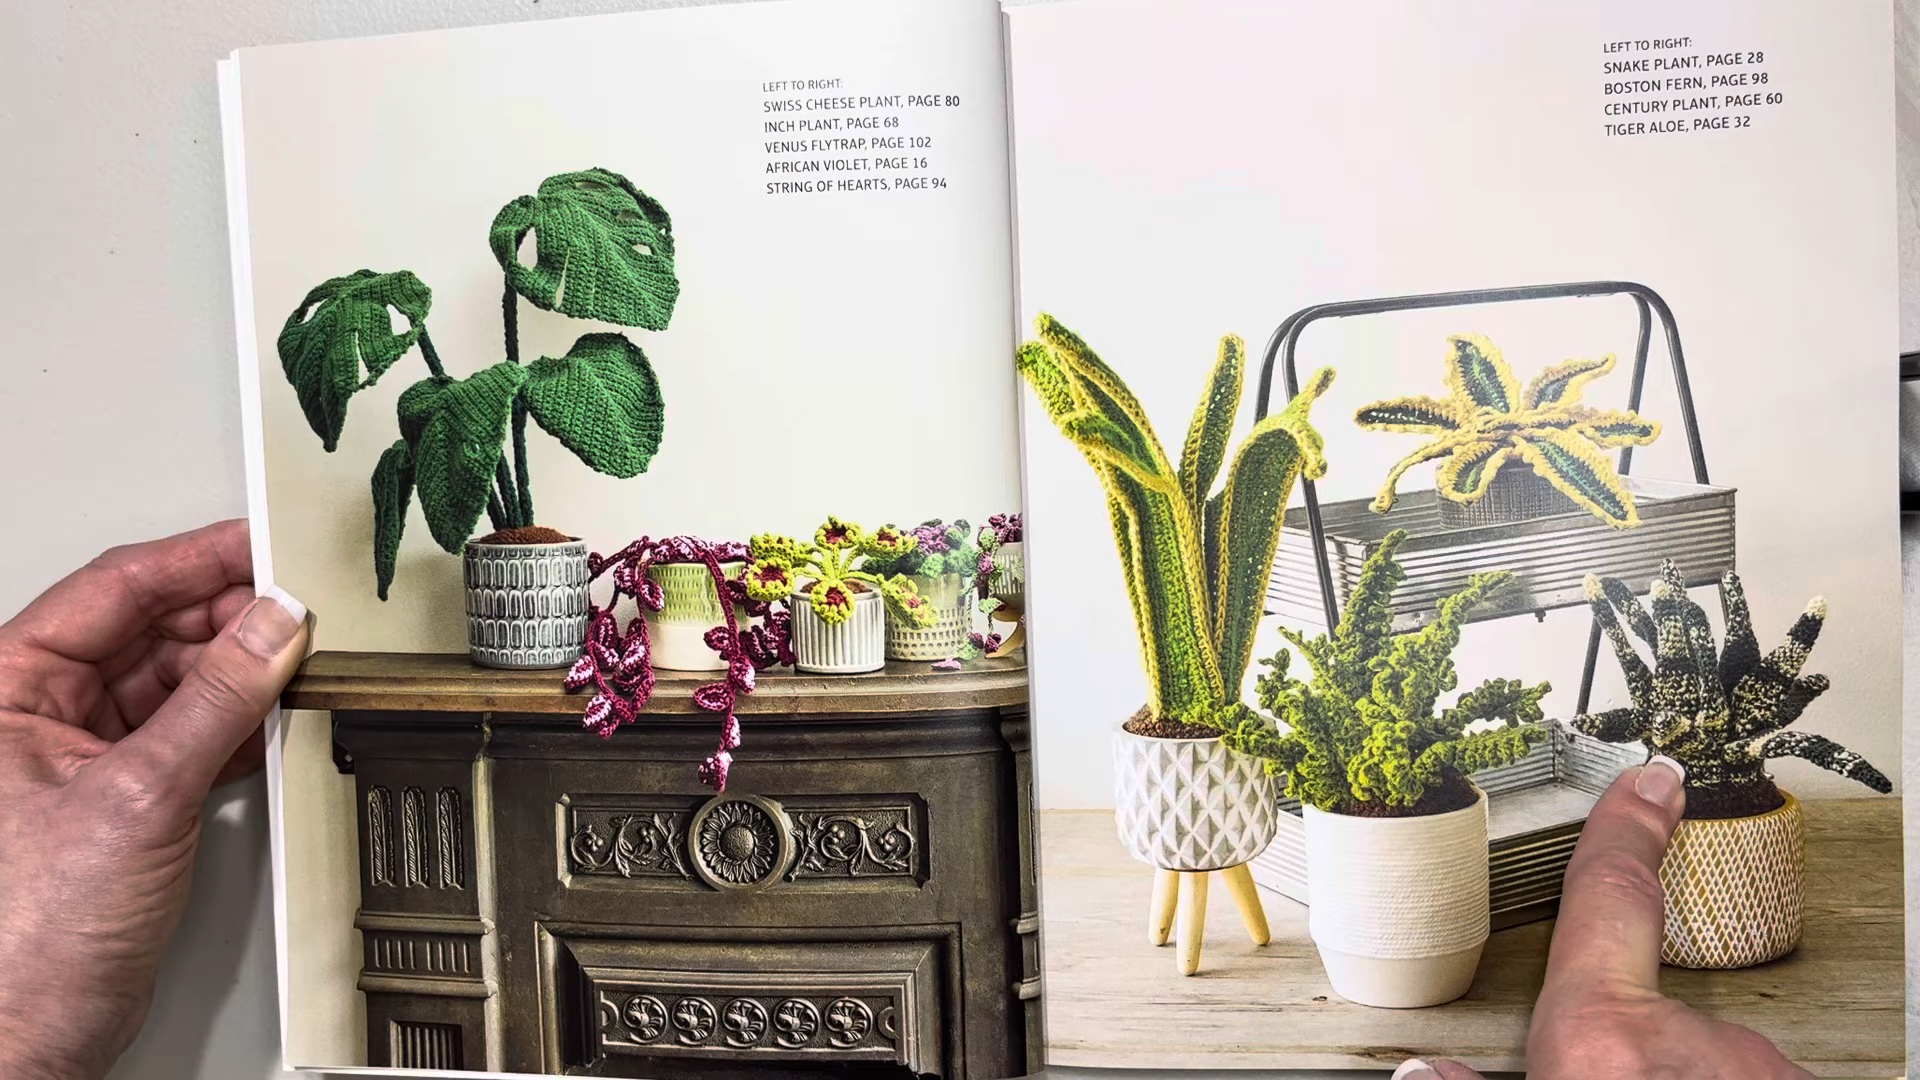 LEFT TO RIGHT:
SWISS CHEESE PLANT, PAGE 80
INCH PLANT, PAGE 68
VENUS FLYTRAP, PAGE 102
AFRICAN VIOLET, PAGE 16
STRING OF HEARTS, PAGE 94
LEFT TO RIGHT:
SNAKE PLANT, PAGE 28
BOSTON FERN, PAGE 98
CENTURY PLANT, PAGE 60
TIGER ALOE, PAGE 32